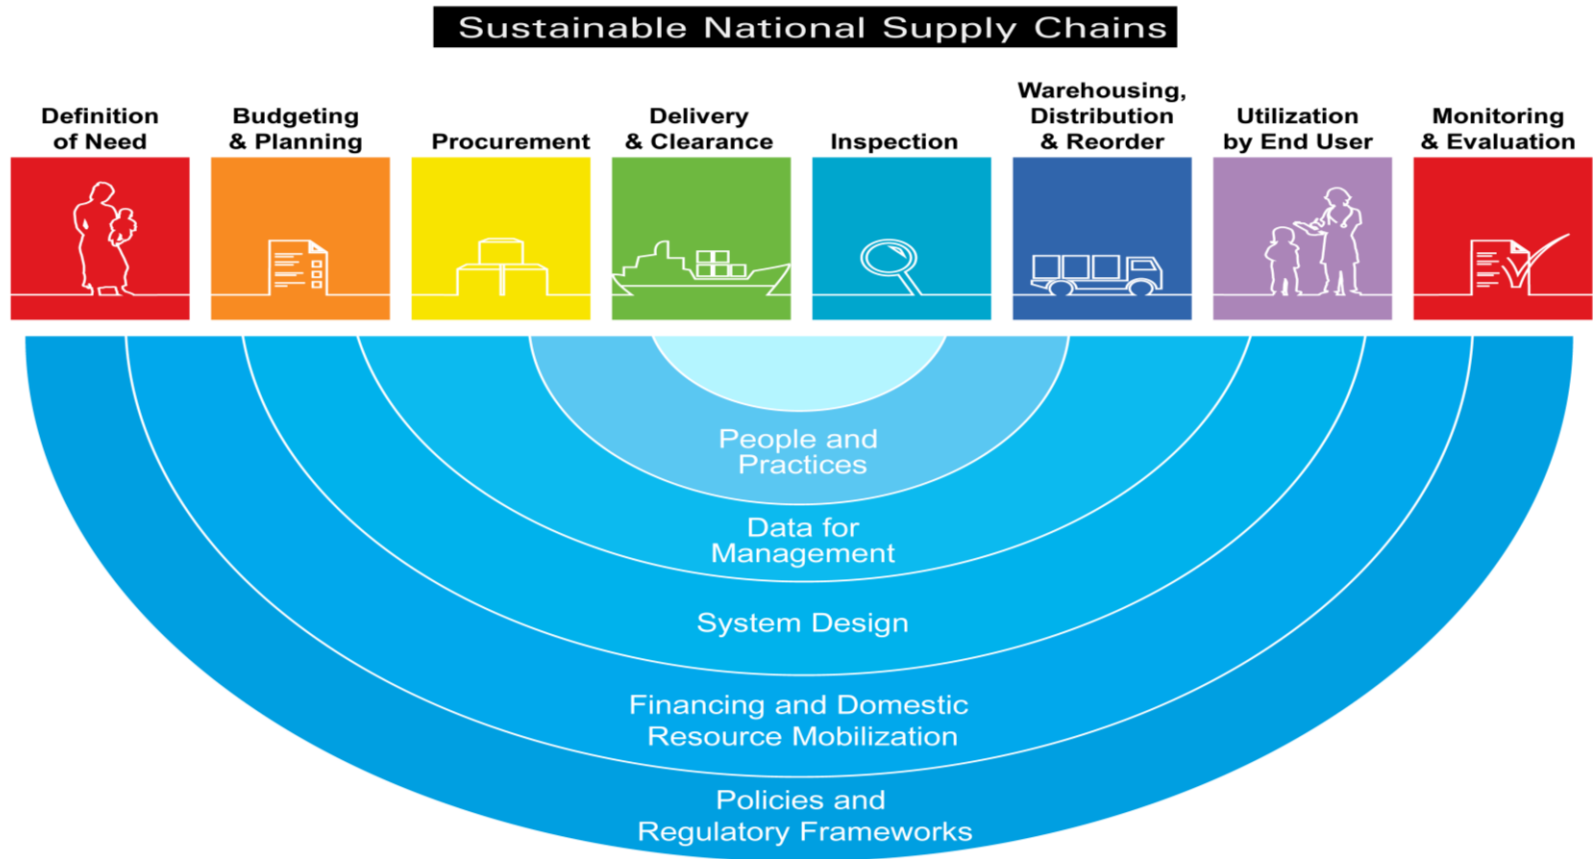 Sustainable National Supply Chains
Definition
of Need
Budgeting
& Planning
Procurement
Delivery
& Clearance
Inspection
Warehousing,
Distribution
& Reorder
Utilization
by End User
Monitoring
& Evaluation
People and
Practices
Data for
Management
System Design
Financing and Domestic
Resource Mobilization
Policies and
Regulatory Frameworks